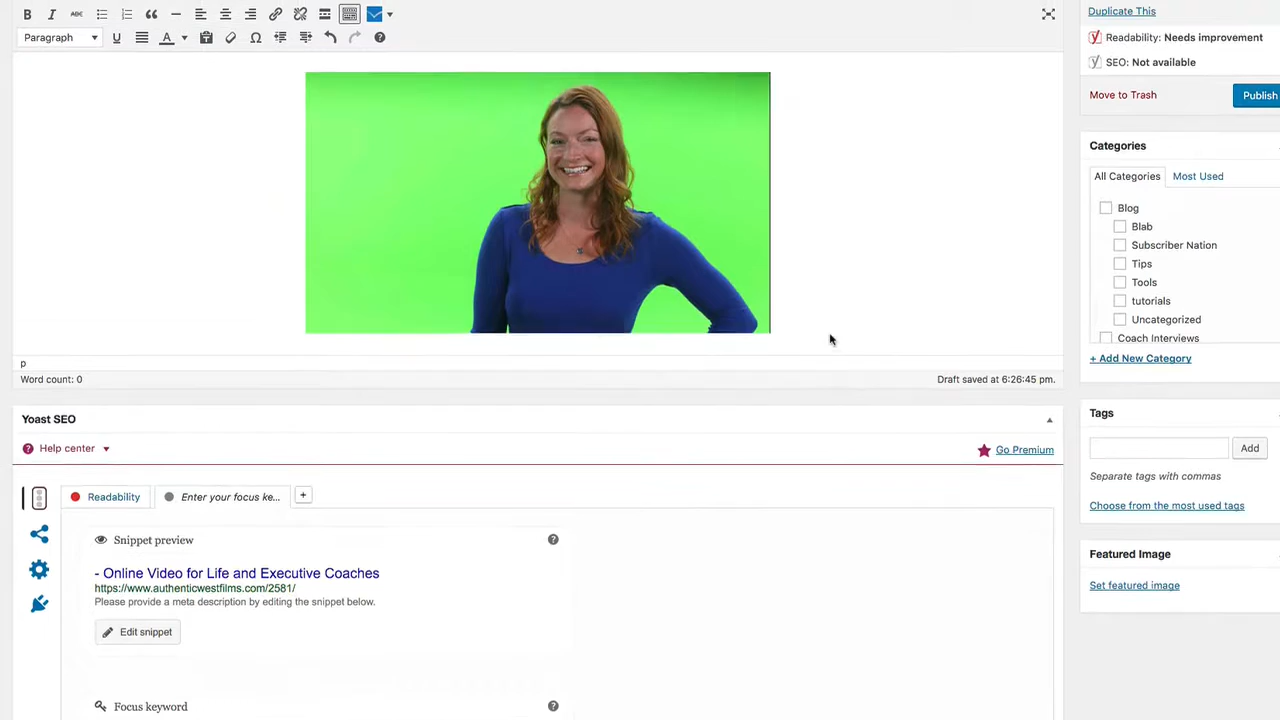 B I ABC
Paragraph U A
Duplicate This
Readability: Needs improvement
SEO: Not available
Move to Trash
Publish
Categories
All Categories Most Used
Blog
Blab
Subscriber Nation
Tips
Tools
tutorials
Uncategorized
Coach Interviews
+ Add New Category
p
Word count: 0
Draft saved at 6:26:45 pm.
Yoast SEO
Help center
Go Premium
Readability
Enter your focus ke...
+
Snippet preview
- Online Video for Life and Executive Coaches
https://www.authenticwestfilms.com/2581/
Please provide a meta description by editing the snippet below.
Edit snippet
Focus keyword
Tags
Add
Separate tags with commas
Choose from the most used tags
Featured Image
Set featured image